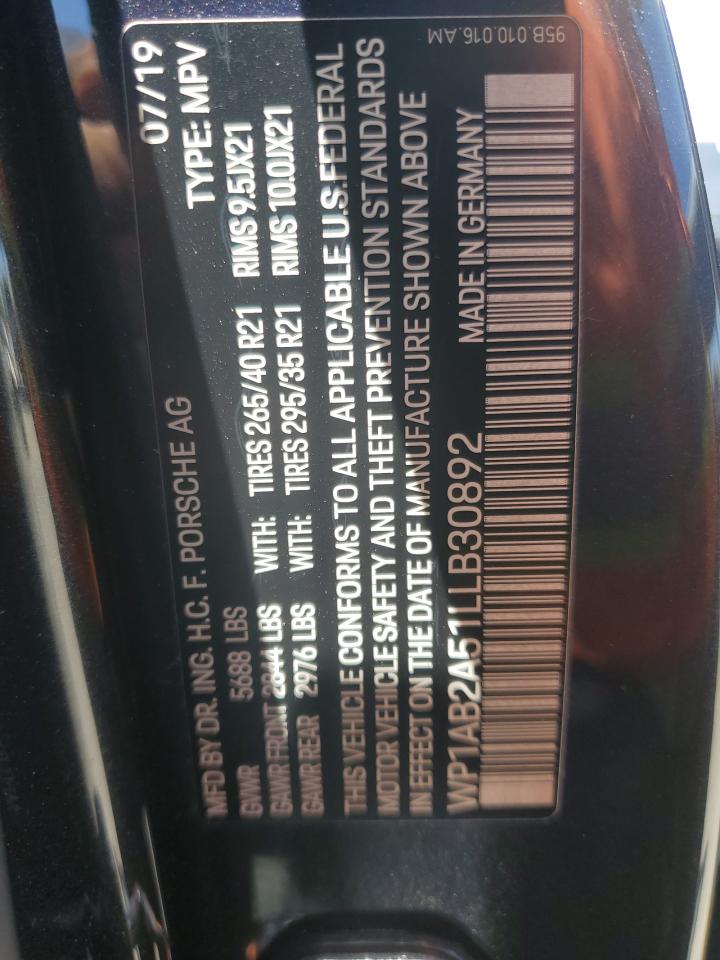 MFD BY DR. ING. H.C. F. PORSCHE AG 07/19
GVWR 5688 LBS TYPE: MPV
GAWR FRONT 2844 LBS WITH: TIRES 265/40 R21 RIMS 9.5JX21
GAWR REAR 2976 LBS WITH: TIRES 295/35 R21 RIMS 10.0JX21
THIS VEHICLE CONFORMS TO ALL APPLICABLE U.S.FEDERAL
MOTOR VEHICLE SAFETY AND THEFT PREVENTION STANDARDS
IN EFFECT ON THE DATE OF MANUFACTURE SHOWN ABOVE
WP1AB2A51LLB30892 MADE IN GERMANY
95B.010.016.AM